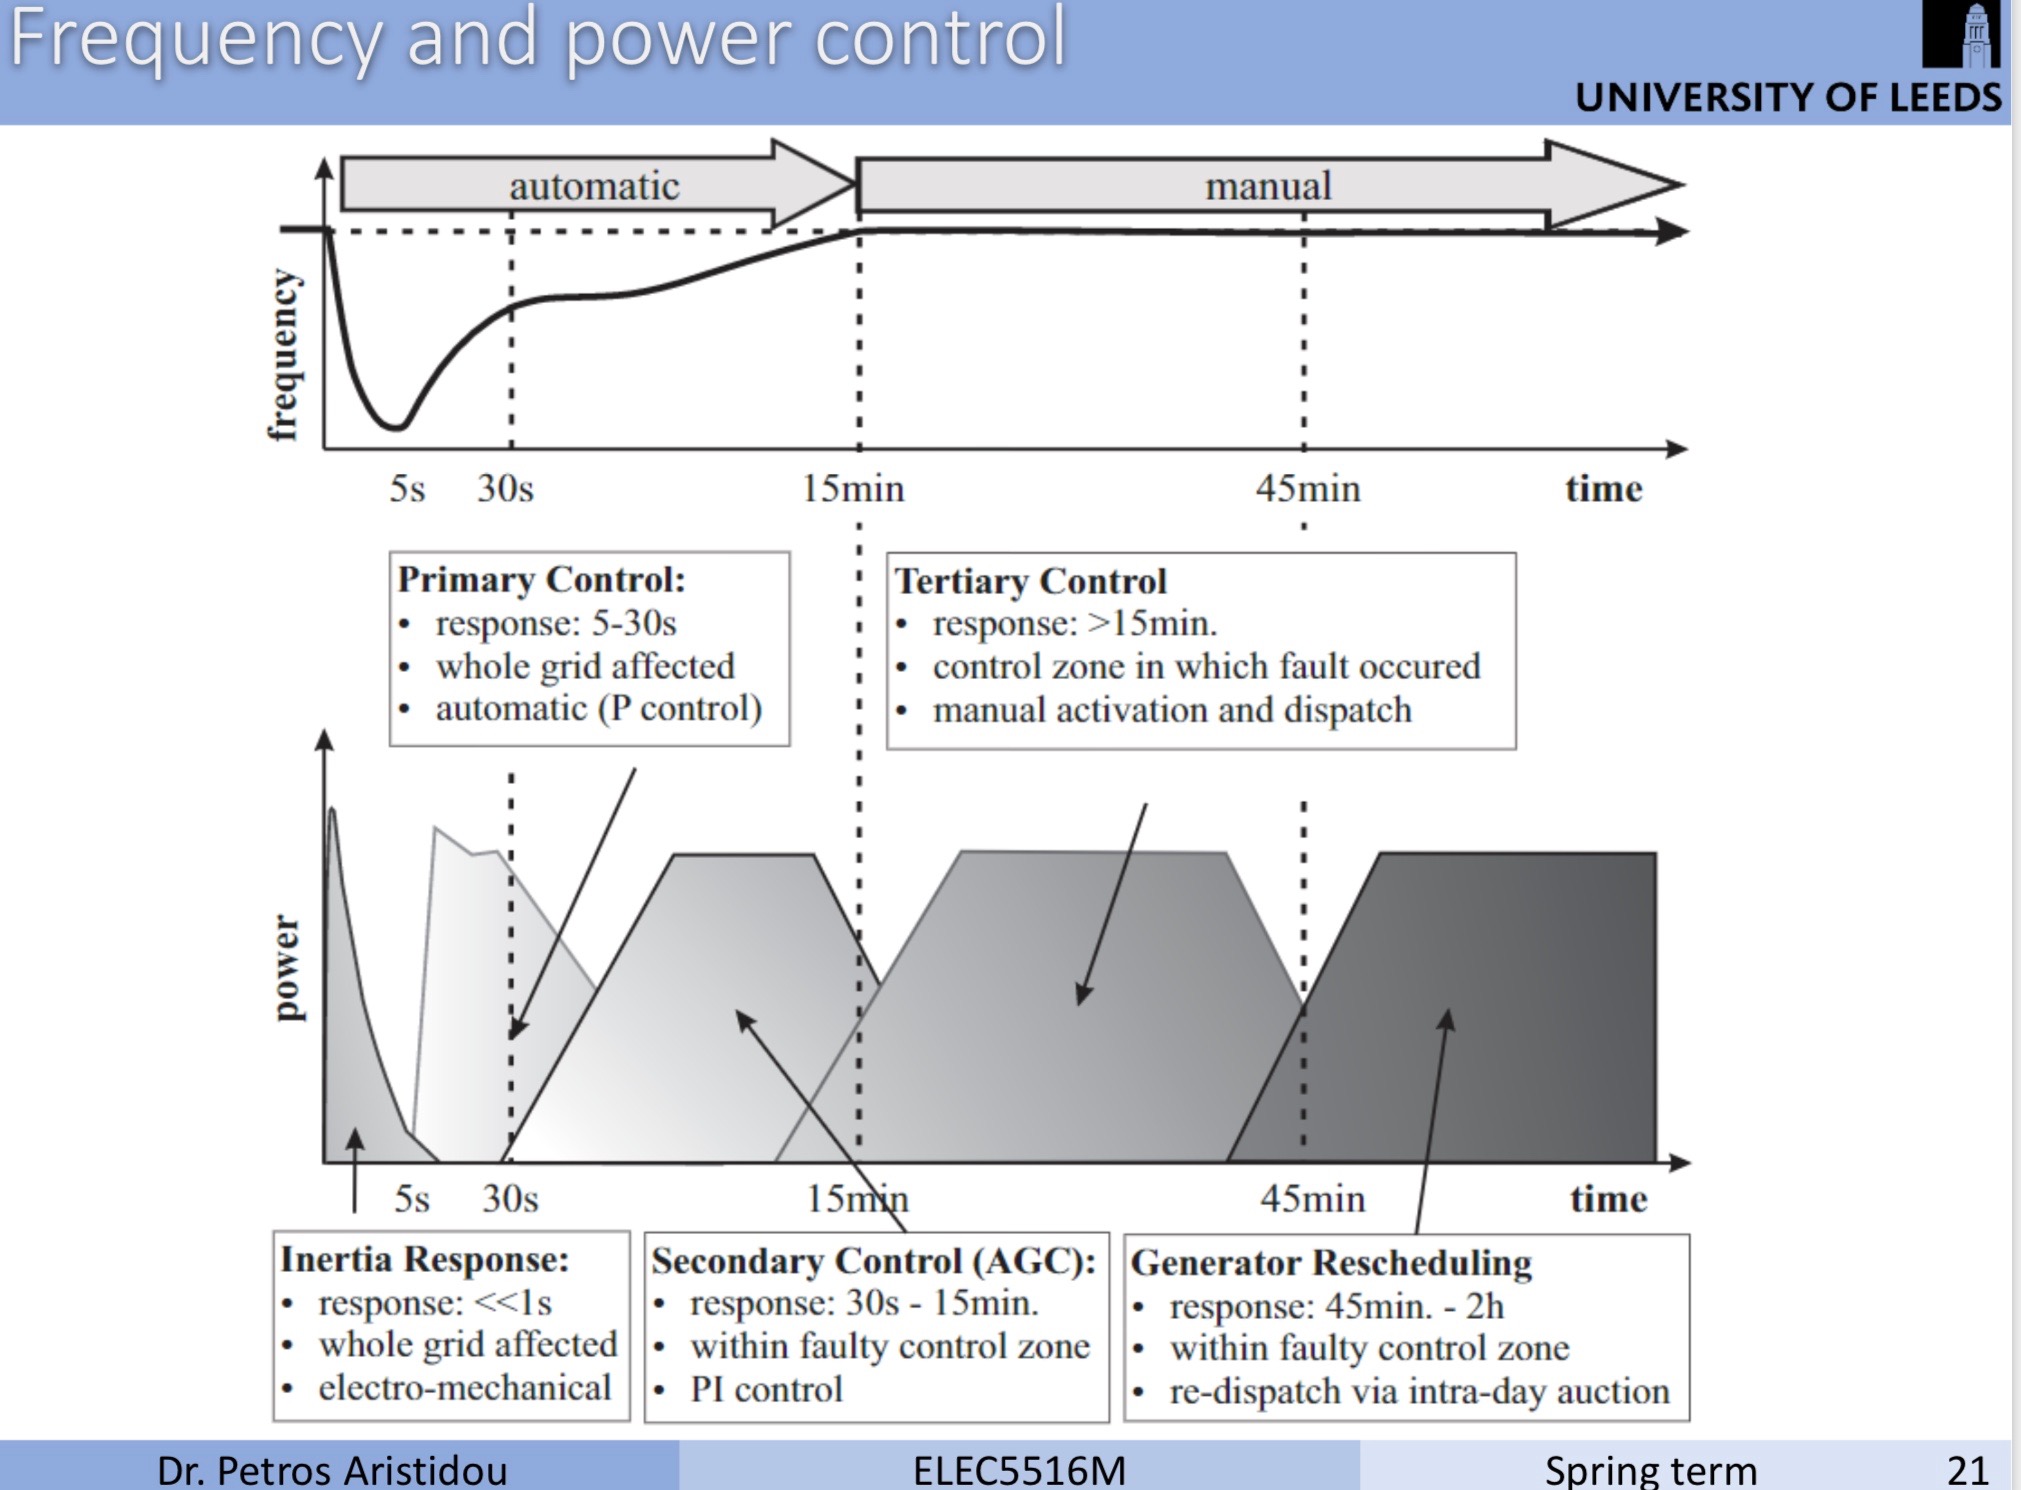 Frequency and power control
UNIVERSITY OF LEEDS
automatic
manual
frequency
5s
30s
15min
45min
time
Primary Control:
• response: 5-30s
• whole grid affected
• automatic (P control)
Tertiary Control
• response: >15min.
• control zone in which fault occured
• manual activation and dispatch
power
5s
30s
15min
45min
time
Inertia Response:
• response: <<1s
• whole grid affected
• electro-mechanical
Secondary Control (AGC):
• response: 30s - 15min.
• within faulty control zone
• PI control
Generator Rescheduling
• response: 45min. - 2h
• within faulty control zone
• re-dispatch via intra-day auction
Dr. Petros Aristidou
ELEC5516M
Spring term
21